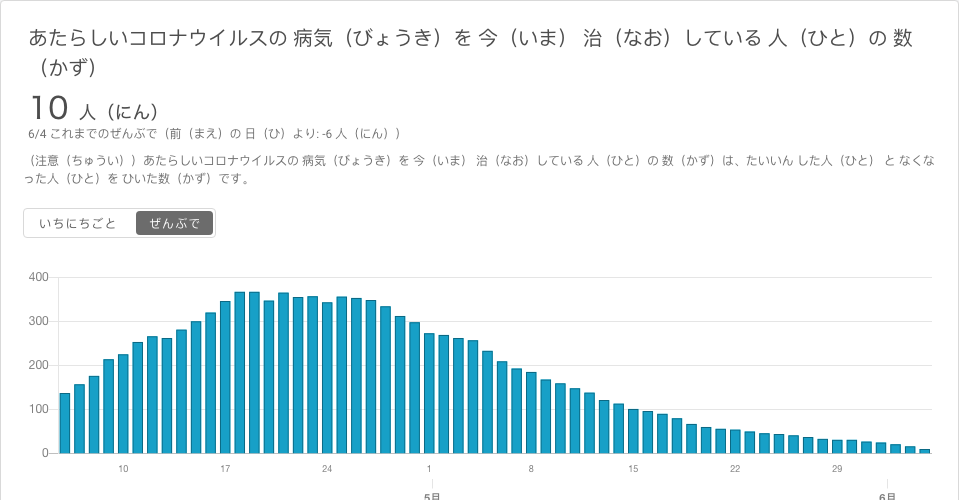 あたらしいコロナウイルスの 病気（びょうき）を 今（いま） 治（なお）している 人（ひと）の 数
（かず）
10 人（にん）
6/4 これまでのぜんぶで（前（まえ）の 日（ひ）より: -6 人（にん））
（注意（ちゅうい））あたらしいコロナウイルスの 病気（びょうき）を 今（いま） 治（なお）している 人（ひと）の 数（かず）は、たいいん した人（ひと） と なくな
った人（ひと）を ひいた数（かず）です。
いちにちごと ぜんぶで
400
300
200
100
0
10 17 24 1 8 15 22 29
5月 6月